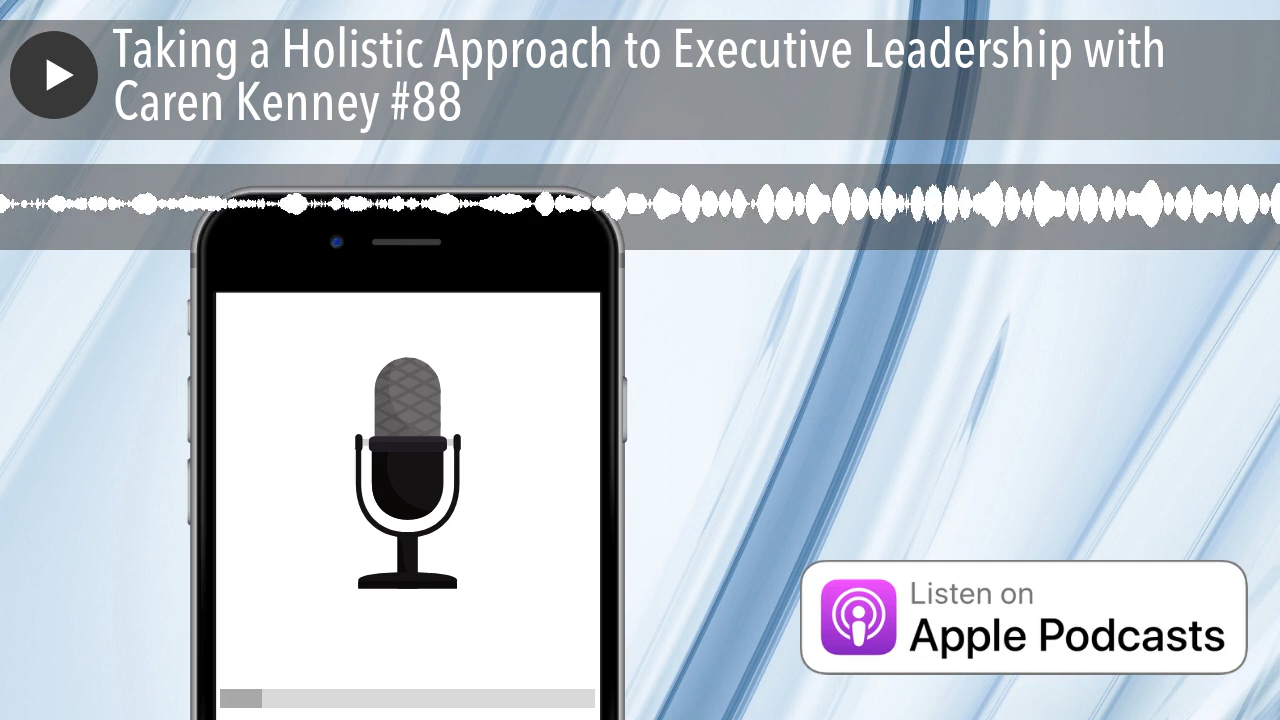 Taking a Holistic Approach to Executive Leadership with
Caren Kenney #88
Listen on
Apple Podcasts